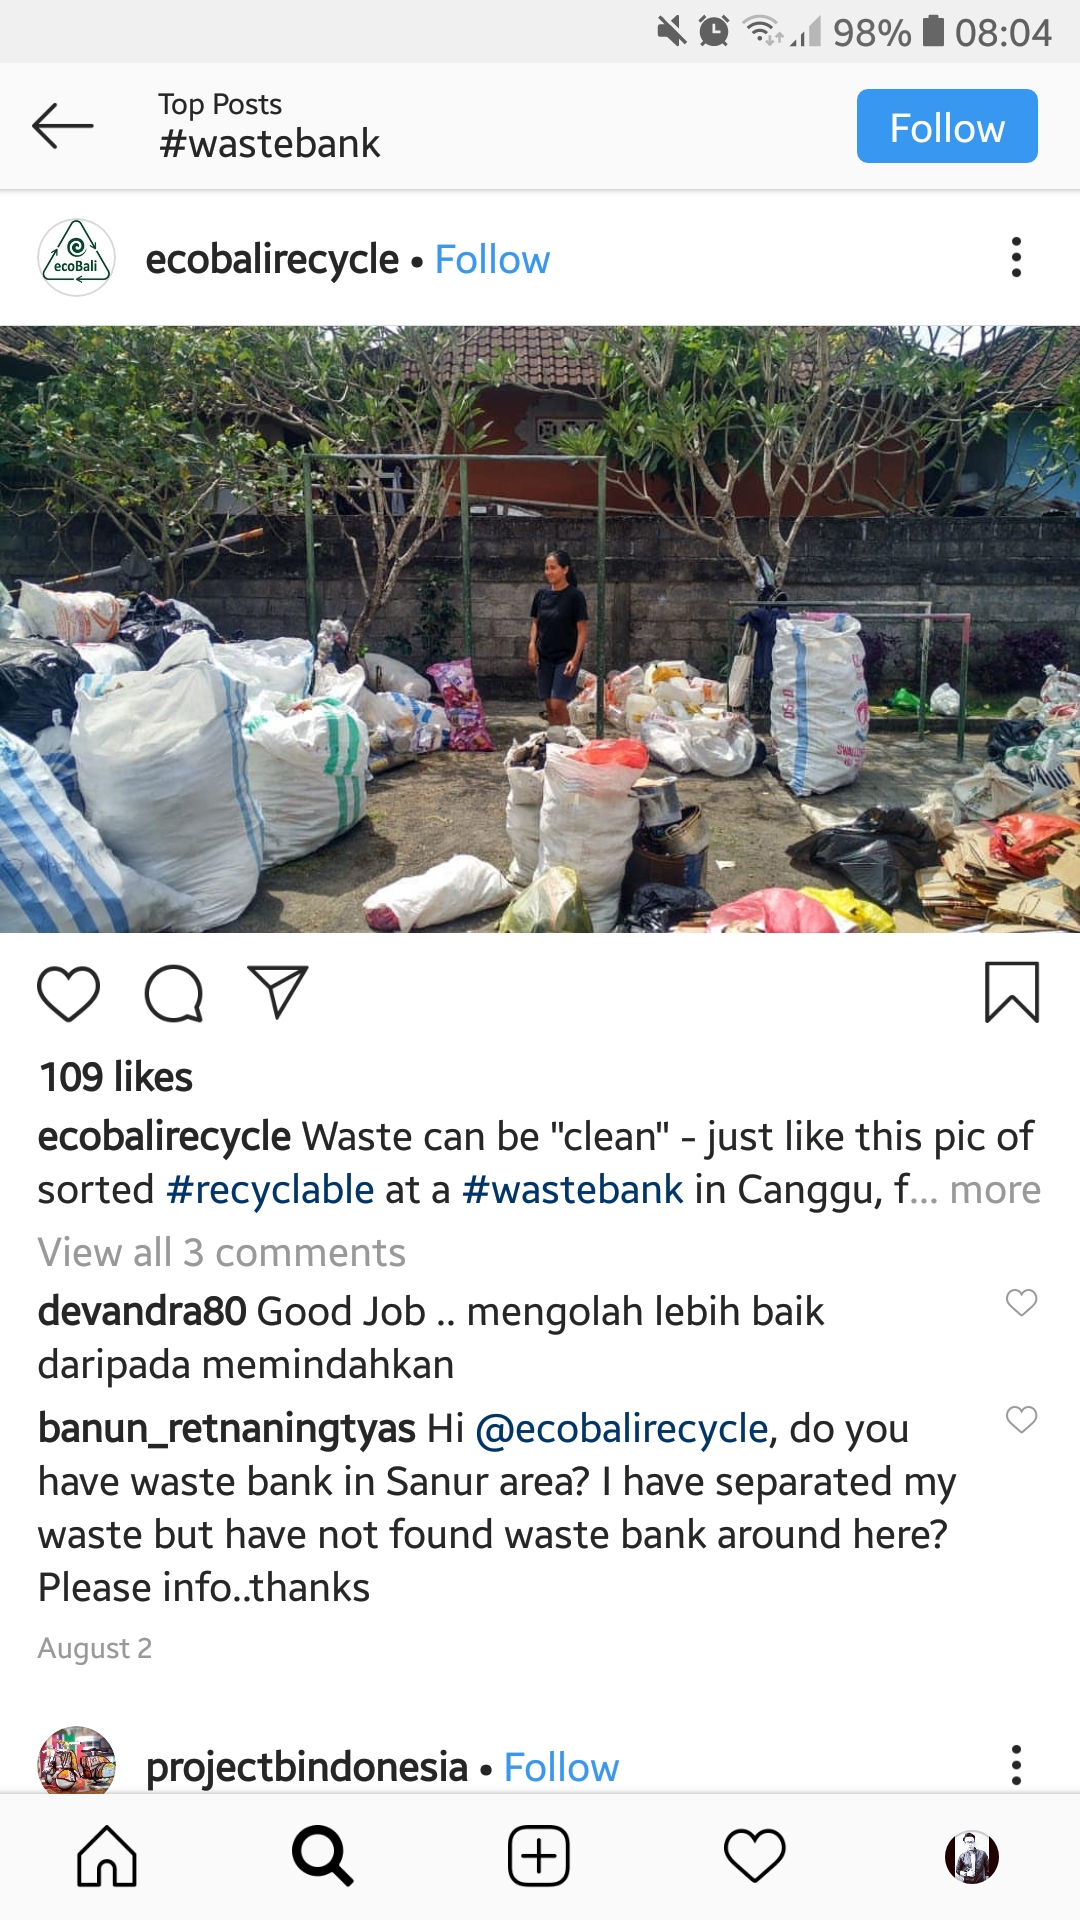 98% 08:04
Top Posts
#wastebank
Follow
ecoBali
ecobalirecycle • Follow
109 likes
ecobalirecycle Waste can be "clean" - just like this pic of
sorted #recyclable at a #wastebank in Canggu, f... more
View all 3 comments
devandra80 Good Job .. mengolah lebih baik
daripada memindahkan
banun_retnaningtyas Hi @ecobalirecycle, do you
have waste bank in Sanur area? I have separated my
waste but have not found waste bank around here?
Please info..thanks
August 2
projectbindonesia • Follow